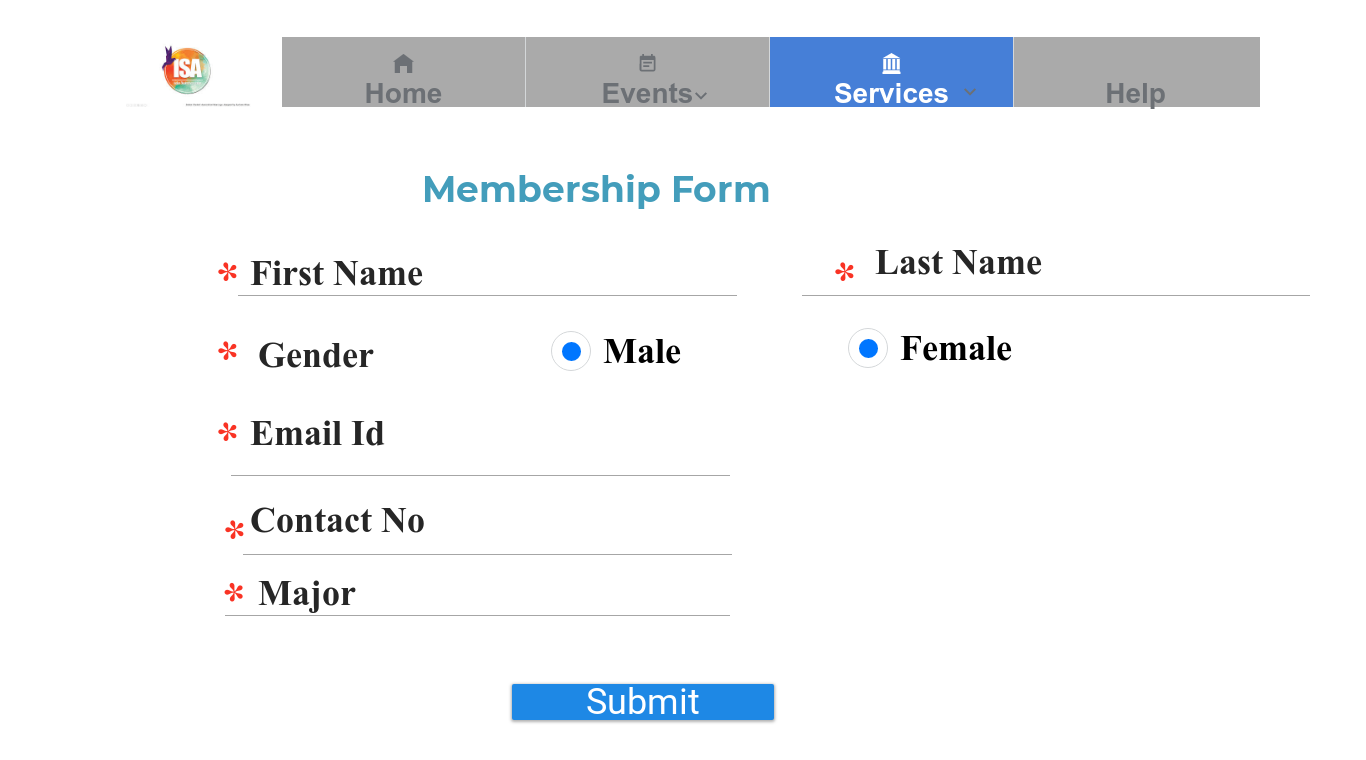 ISA
Home Events Services Help
Membership Form
* First Name * Last Name
* Gender Male Female
* Email Id
* Contact No
* Major
Submit